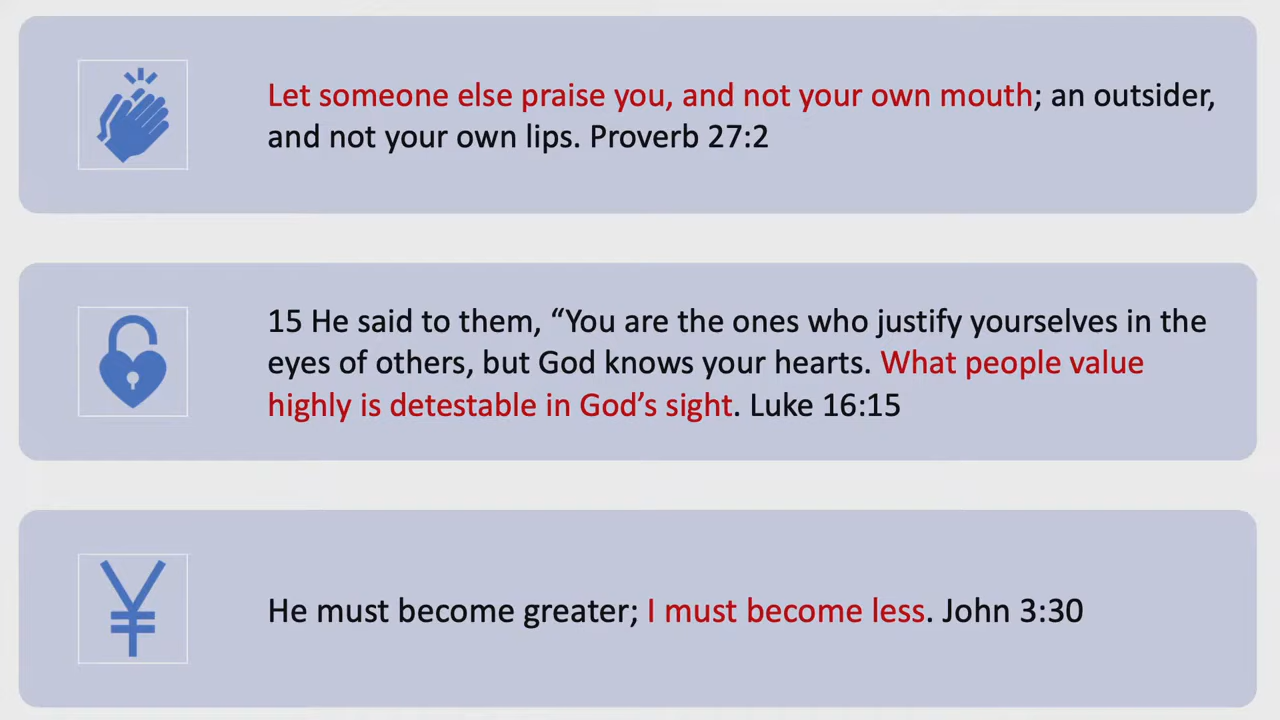 Let someone else praise you, and not your own mouth; an outsider,
and not your own lips. Proverb 27:2
15 He said to them, “You are the ones who justify yourselves in the
eyes of others, but God knows your hearts. What people value
highly is detestable in God’s sight. Luke 16:15
He must become greater; I must become less. John 3:30